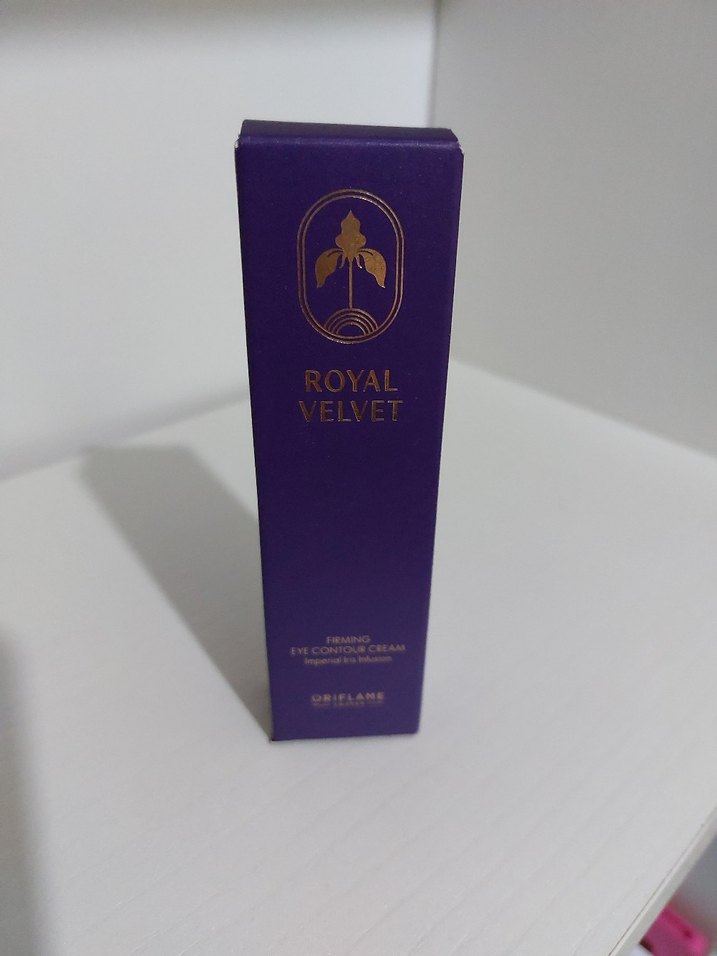 ROYAL
VELVET
FIRMING
EYE CONTOUR CREAM
Imperial Iris Infusion
ORIFLAME